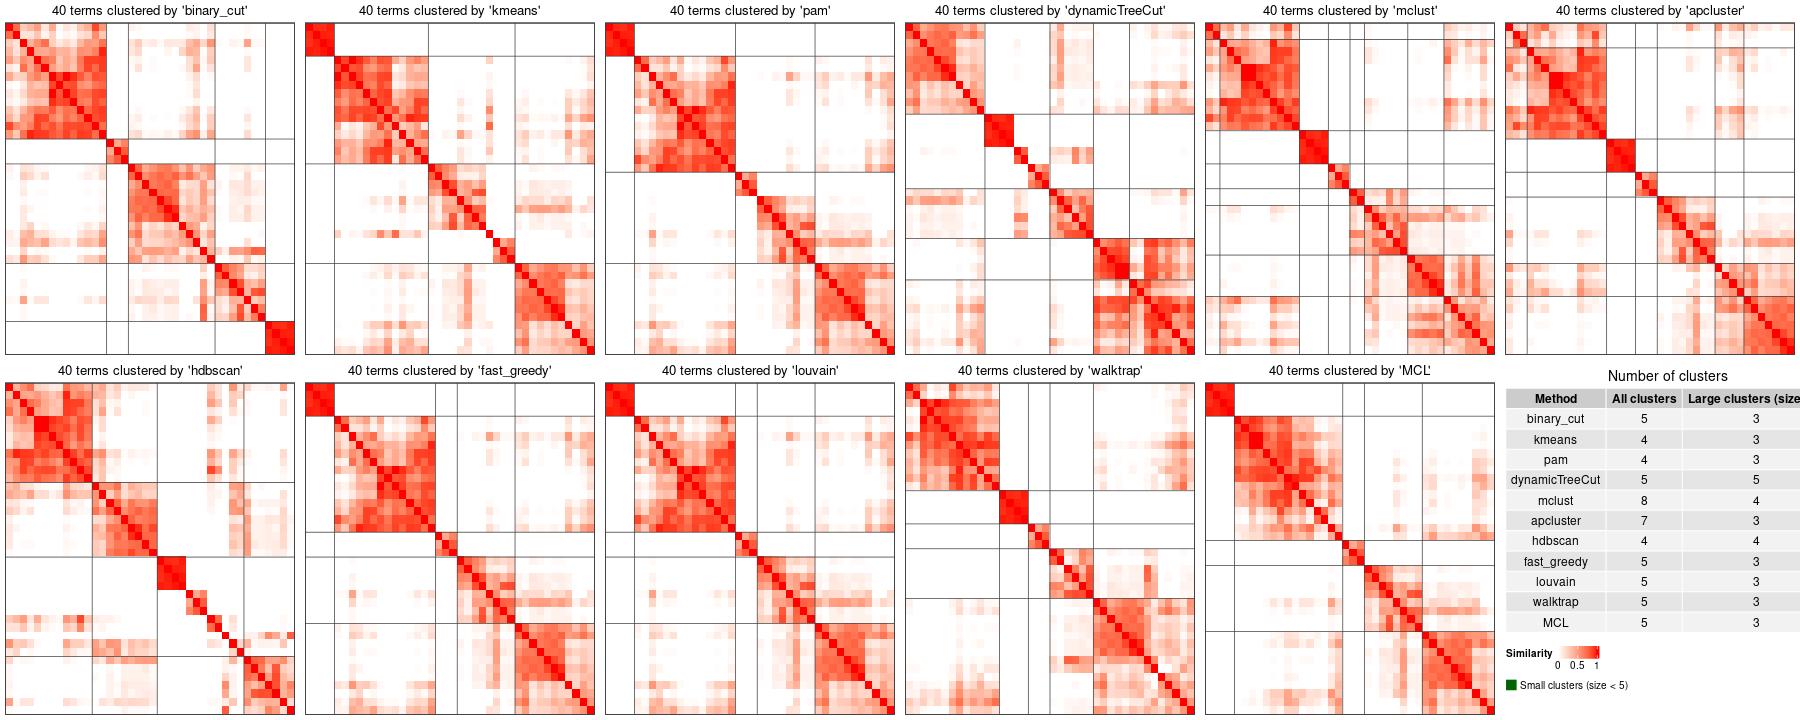 40 terms clustered by 'binary_cut'
40 terms clustered by 'kmeans'
40 terms clustered by 'pam'
40 terms clustered by 'dynamicTreeCut'
40 terms clustered by 'mclust'
40 terms clustered by 'apcluster'
40 terms clustered by 'hdbscan'
40 terms clustered by 'fast_greedy'
40 terms clustered by 'louvain'
40 terms clustered by 'walktrap'
40 terms clustered by 'MCL'
Number of clusters
Method All clusters Large clusters (size
binary_cut 5 3
kmeans 4 3
pam 4 3
dynamicTreeCut 5 5
mclust 8 4
apcluster 7 3
hdbscan 4 4
fast_greedy 5 3
louvain 5 3
walktrap 5 3
MCL 5 3
Similarity
0 0.5 1
Small clusters (size < 5)